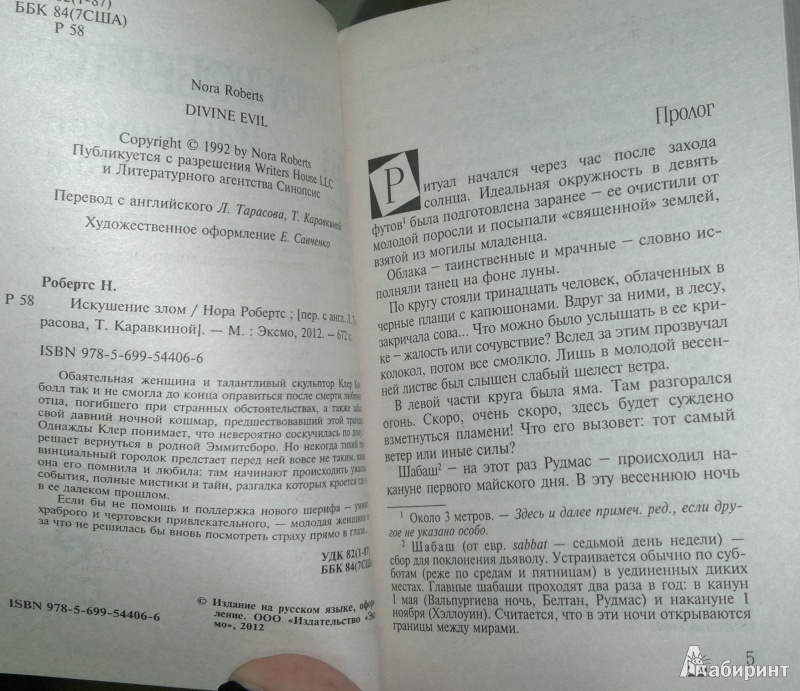 82(1-87)
ББК 84(7США)
Р 58
Nora Roberts
DIVINE EVIL
Copyright © 1992 by Nora Roberts
Публикуется с разрешения Writers House LLC
и Литературного агентства Синопсис
Перевод с английского Л. Тарасова, Т. Каравкиной
Художественное оформление Е. Савченко
Робертс Н.
Р 58
Искушение злом / Нора Робертс ; [пер. с англ. Л. Та
расова, Т. Каравкиной]. — М. : Эксмо, 2012. — 672 с.
ISBN 978-5-699-54406-6
Обаятельная женщина и талантливый скульптор Клер
болл так и не смогла до конца оправиться после смерти
отца, погибшего при странных обстоятельствах, а также
свой давний ночной кошмар, предшествовавший этой
Однажды Клер понимает, что невероятно соскучилась по
решает вернуться в родной Эммитсборо. Но некогда тихий
винциальный городок предстает перед ней вовсе не таким,
она его помнила и любила: там начинают происходить
события, полные мистики и тайн, разгадка которых кроется
в ее далеком прошлом.
Если бы не помощь и поддержка нового шерифа —
храброго и чертовски привлекательного, — молодая женщина
за что не решилась бы вновь посмотреть страху прямо в
УДК 82(1-87)
ББК 84(7США)
© Издание на русском языке, офор
ление. ООО «Издательство «Экс
мо», 2012
ISBN 978-5-699-54406-6
Пролог
Ритуал начался через час после захода
солнца. Идеальная окружность в девять
футов¹ была подготовлена заранее — ее очистили от
молодой поросли и посыпали «священной» землей,
взятой из могилы младенца.
Облака — таинственные и мрачные — словно ис-
полняли танец на фоне луны.
По кругу стояли тринадцать человек, облаченных в
черные плащи с капюшонами. Вдруг за ними, в лесу,
закричала сова... Что можно было услышать в ее кри-
ке — жалость или сочувствие? Вслед за этим прозвучал
колокол, потом все смолкло. Лишь в молодой весен-
ней листве был слышен слабый шелест ветра.
В левой части круга была яма. Там разгорался
огонь. Скоро, очень скоро, здесь будет суждено
взметнуться пламени! Что его вызовет: тот самый
ветер или иные силы?
Шабаш² — на этот раз Рудмас — происходил на-
кануне первого майского дня. В эту весеннюю ночь
¹ Около 3 метров. — Здесь и далее примеч. ред., если дру-
гое не указано особо.
² Шабаш (от евр. sabbat — седьмой день недели) —
сбор для поклонения дьяволу. Устраивается обычно по суб-
ботам (реже по средам и пятницам) в уединенных диких
местах. Главные шабаши проходят два раза в год: в канун
1 мая (Вальпургиева ночь, Белтан, Рудмас) и накануне 1
ноября (Хэллоуин). Считается, что в эти ночи открываются
границы между мирами.
5
Лабиринт